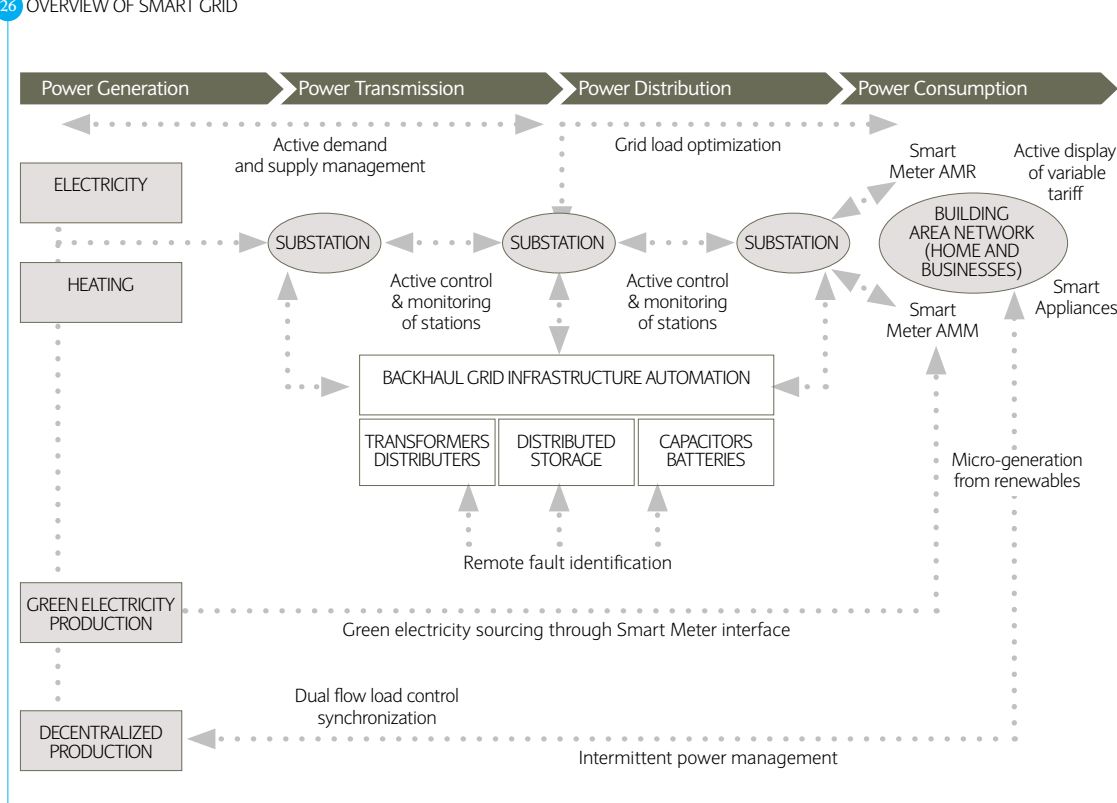 26 OVERVIEW OF SMART GRID
Power Generation
Power Transmission
Power Distribution
Power Consumption
Active demand
and supply management
Grid load optimization
Smart
Meter AMR
Active display
of variable
tariff
ELECTRICITY
HEATING
SUBSTATION
SUBSTATION
SUBSTATION
BUILDING
AREA NETWORK
(HOME AND
BUSINESSES)
Active control
& monitoring
of stations
Active control
& monitoring
of stations
Smart
Meter AMM
Smart
Appliances
BACKHAUL GRID INFRASTRUCTURE AUTOMATION
TRANSFORMERS
DISTRIBUTERS
DISTRIBUTED
STORAGE
CAPACITORS
BATTERIES
Micro-generation
from renewables
Remote fault identification
GREEN ELECTRICITY
PRODUCTION
Green electricity sourcing through Smart Meter interface
Dual flow load control
synchronization
DECENTRALIZED
PRODUCTION
Intermittent power management